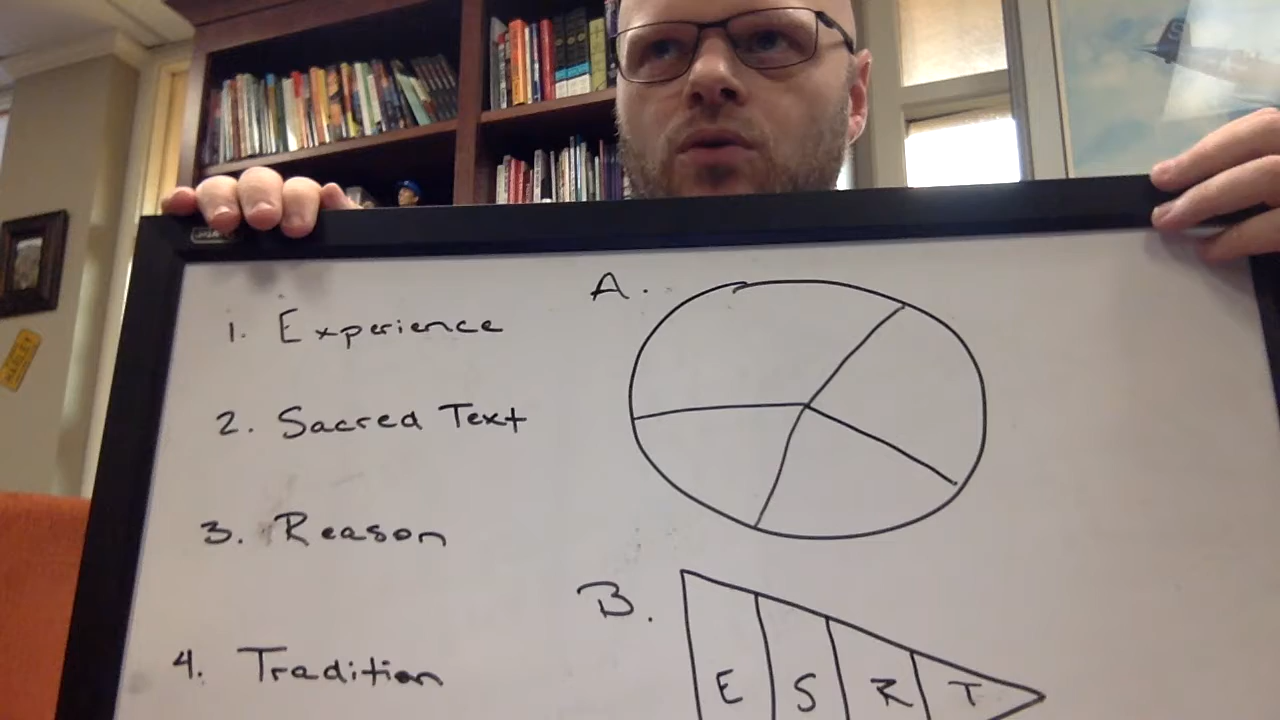 1. Experience
2. Sacred Text
3. Reason
4. Tradition
A.
B.
E S R T